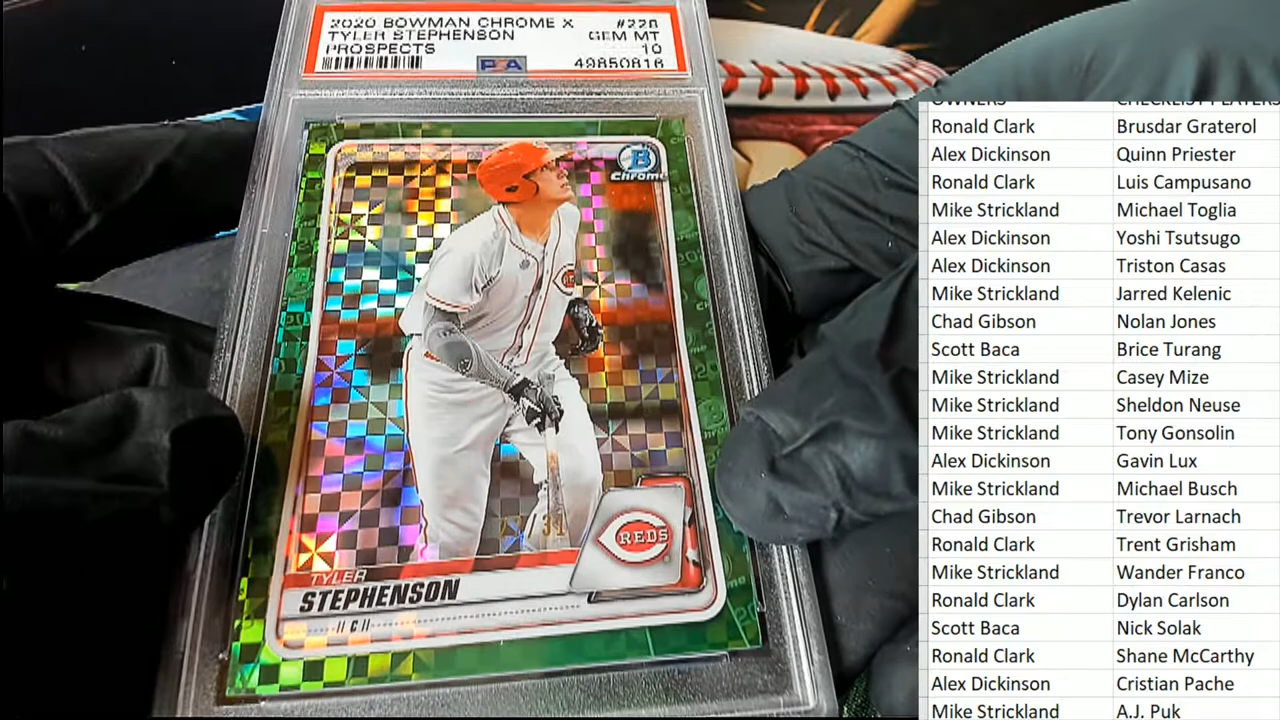 2020 BOWMAN CHROME X #228
TYLER STEPHENSON GEM MT
PROSPECTS 10
PSA 49850816
B
Chrome
REDS
31
TYLER
STEPHENSON
// C //
OWNERS CHECKLIST PLAYERS
Ronald Clark Brusdar Graterol
Alex Dickinson Quinn Priester
Ronald Clark Luis Campusano
Mike Strickland Michael Toglia
Alex Dickinson Yoshi Tsutsugo
Alex Dickinson Triston Casas
Mike Strickland Jarred Kelenic
Chad Gibson Nolan Jones
Scott Baca Brice Turang
Mike Strickland Casey Mize
Mike Strickland Sheldon Neuse
Mike Strickland Tony Gonsolin
Alex Dickinson Gavin Lux
Mike Strickland Michael Busch
Chad Gibson Trevor Larnach
Ronald Clark Trent Grisham
Mike Strickland Wander Franco
Ronald Clark Dylan Carlson
Scott Baca Nick Solak
Ronald Clark Shane McCarthy
Alex Dickinson Cristian Pache
Mike Strickland A.J. Puk